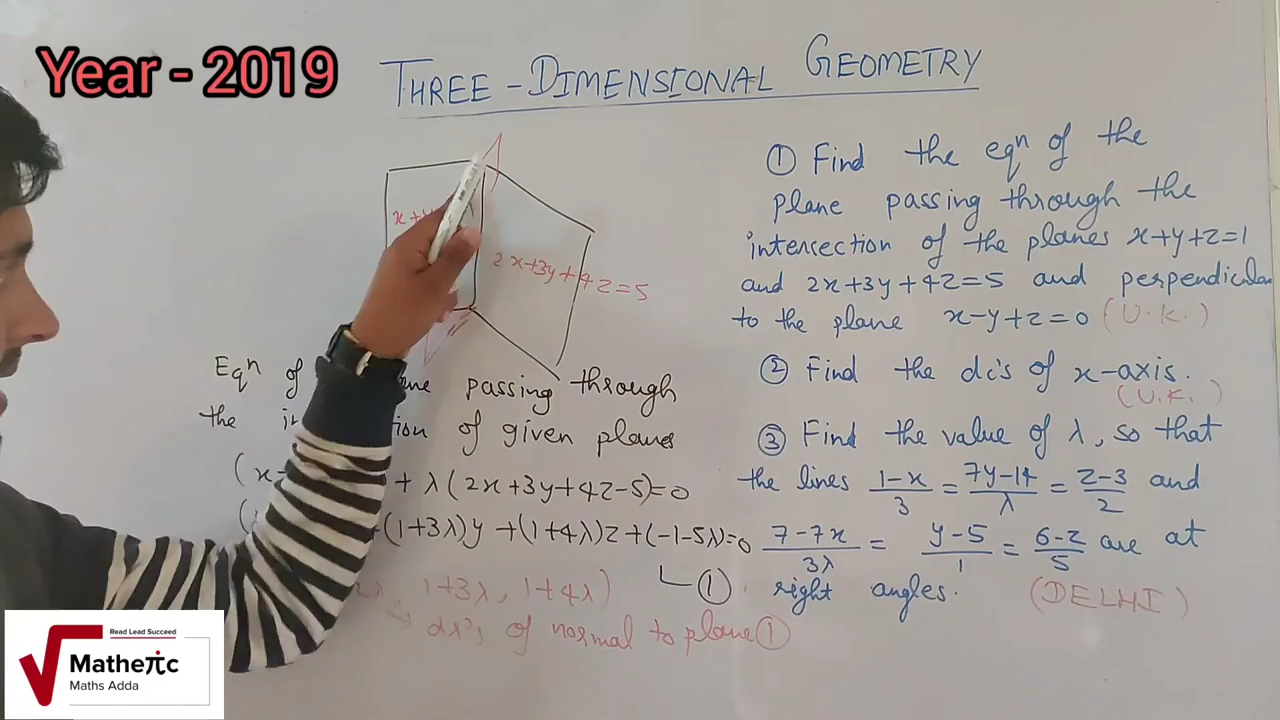 Year - 2019
THREE - DIMENSIONAL GEOMETRY
x+y
2x+3y+4z=5
Eqn of passing through
the of given planes
(x- + λ(2x+3y+4z-5)=0
(1+3λ)y +(1+4λ)z +(-1-5λ)=0
①
1+3λ, 1+4λ)
dr's of normal to plane ①
① Find the eqn of the
plane passing through the
intersection of the planes x+y+z=1
and 2x+3y+4z=5 and perpendicular
to the plane x-y+z=0 (U.K.)
② Find the dc's of x-axis.
(U.K.)
③ Find the value of λ, so that
the lines 1-x/3 = 7y-14/λ = z-3/2 and
7-7x/3λ = y-5/1 = 6-z/5 are at
right angles. (DELHI)
Read Lead Succeed
Matheπc
Maths Adda